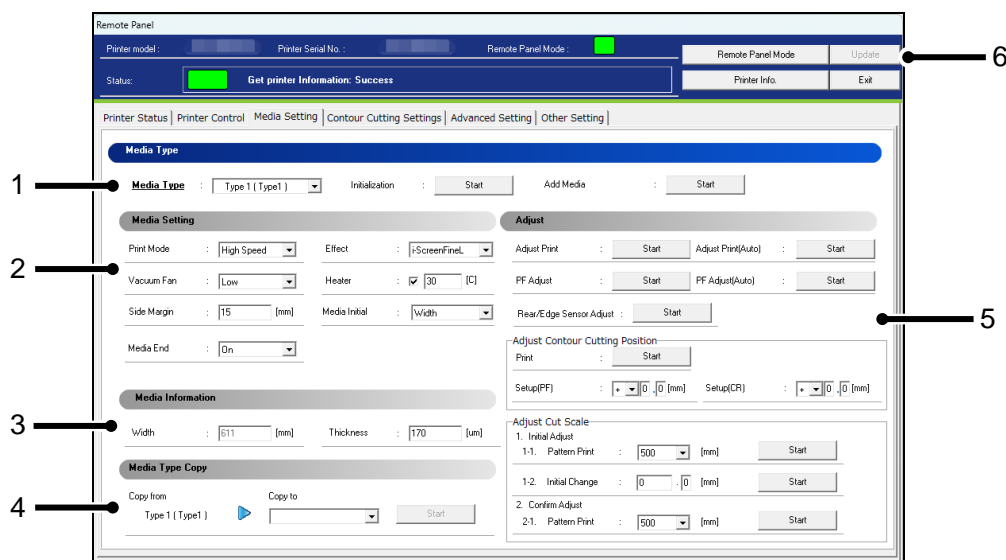 Remote Panel
Printer model : Printer Serial No. : Remote Panel Mode :
Remote Panel Mode Update 6
Status: Get printer Information: Success Printer Info. Exit
Printer Status Printer Control Media Setting Contour Cutting Settings Advanced Setting Other Setting
Media Type
1 Media Type : Type 1 ( Type1 ) Initialization : Start Add Media : Start
Media Setting Adjust
Print Mode : High Speed Effect : i-ScreenFineL Adjust Print : Start Adjust Print(Auto) : Start
2
Vacuum Fan : Low Heater : 30 [C] PF Adjust : Start PF Adjust(Auto) : Start
Side Margin : 15 [mm] Media Initial : Width Rear/Edge Sensor Adjust : Start 5
Media End : On Adjust Contour Cutting Position
Print : Start
Setup(PF) : + 0 . 0 [mm] Setup(CR) : + 0 . 0 [mm]
Media Information
3 Width : 611 [mm] Thickness : 170 [um] Adjust Cut Scale
1. Initial Adjust
1-1. Pattern Print : 500 [mm] Start
Media Type Copy
1-2. Initial Change : 0 . 0 [mm] Start
Copy from Copy to 2. Confirm Adjust
4 Type 1 ( Type1 ) Start 2-1. Pattern Print : 500 [mm] Start